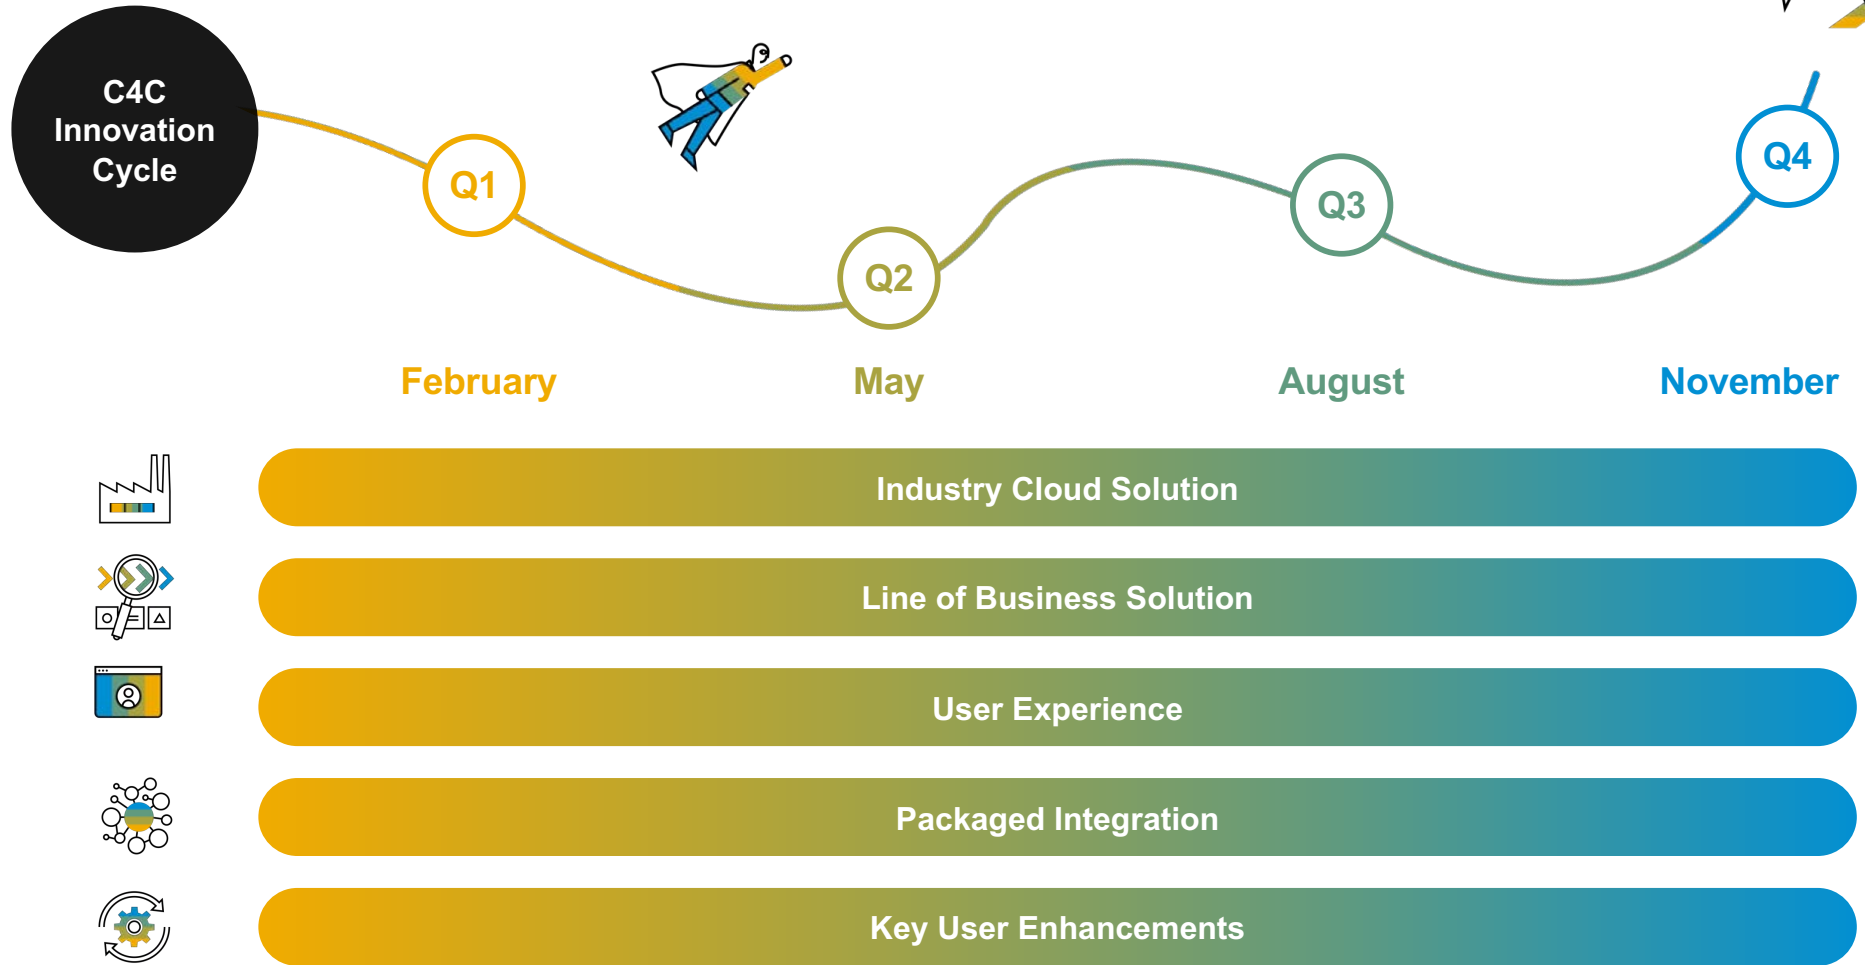 C4C
Innovation
Cycle
Q1
Q2
Q3
Q4
February
May
August
November
Industry Cloud Solution
Line of Business Solution
User Experience
Packaged Integration
Key User Enhancements